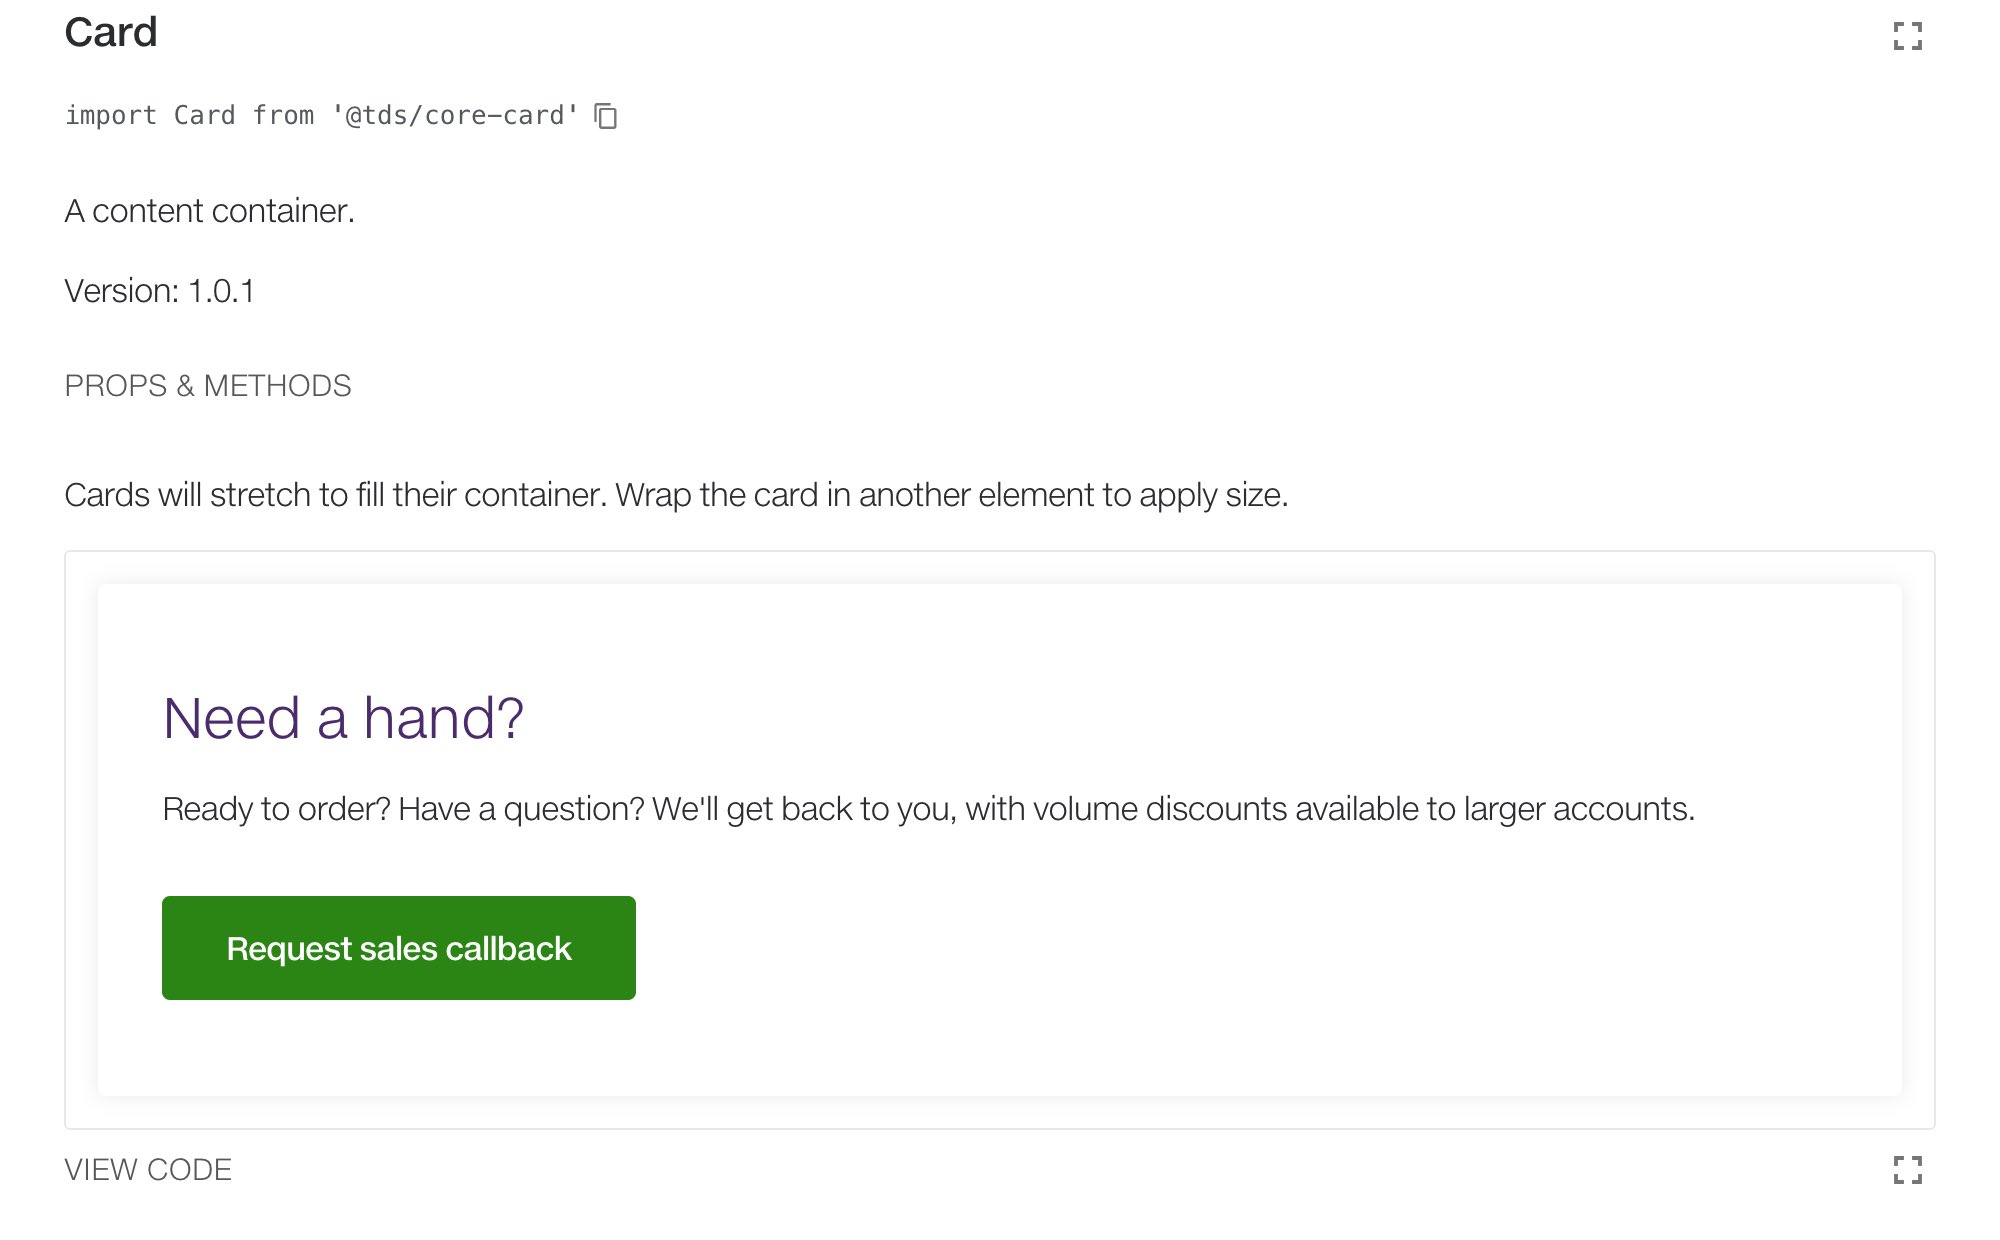 Card
import Card from '@tds/core-card'
A content container.
Version: 1.0.1
PROPS & METHODS
Cards will stretch to fill their container. Wrap the card in another element to apply size.
Need a hand?
Ready to order? Have a question? We'll get back to you, with volume discounts available to larger accounts.
Request sales callback
VIEW CODE